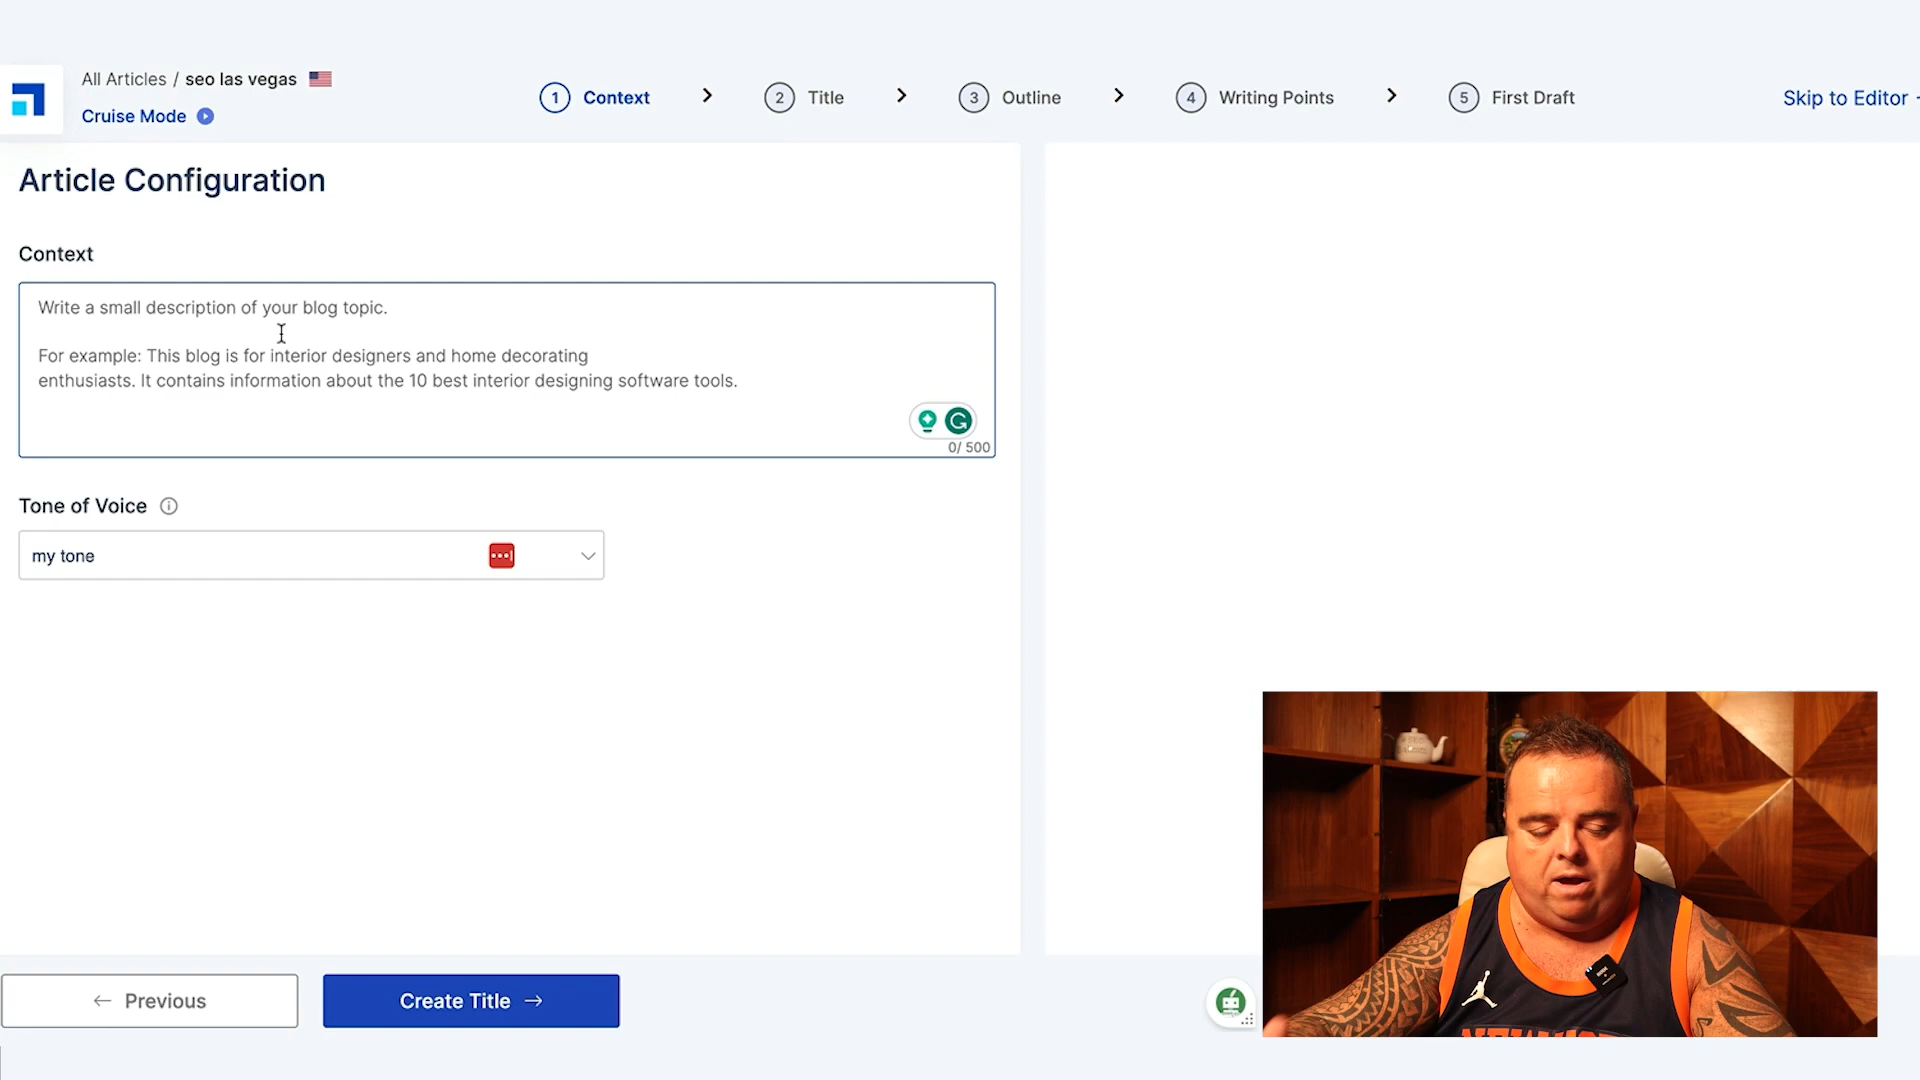 All Articles / seo las vegas
Cruise Mode
1 Context
2 Title
3 Outline
4 Writing Points
5 First Draft
Skip to Editor
Article Configuration
Context
Write a small description of your blog topic.
For example: This blog is for interior designers and home decorating
enthusiasts. It contains information about the 10 best interior designing software tools.
0/ 500
Tone of Voice
my tone
Previous
Create Title